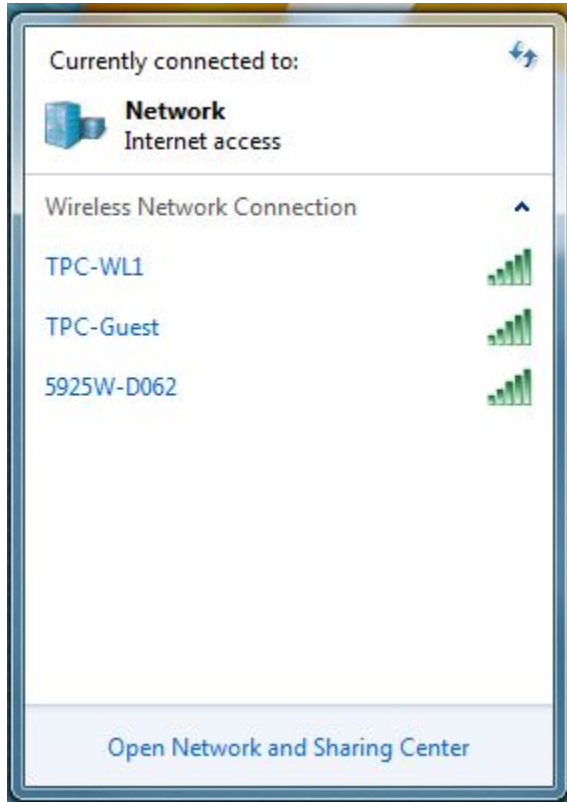 Currently connected to:
Network
Internet access
Wireless Network Connection
TPC-WL1
TPC-Guest
5925W-D062
Open Network and Sharing Center